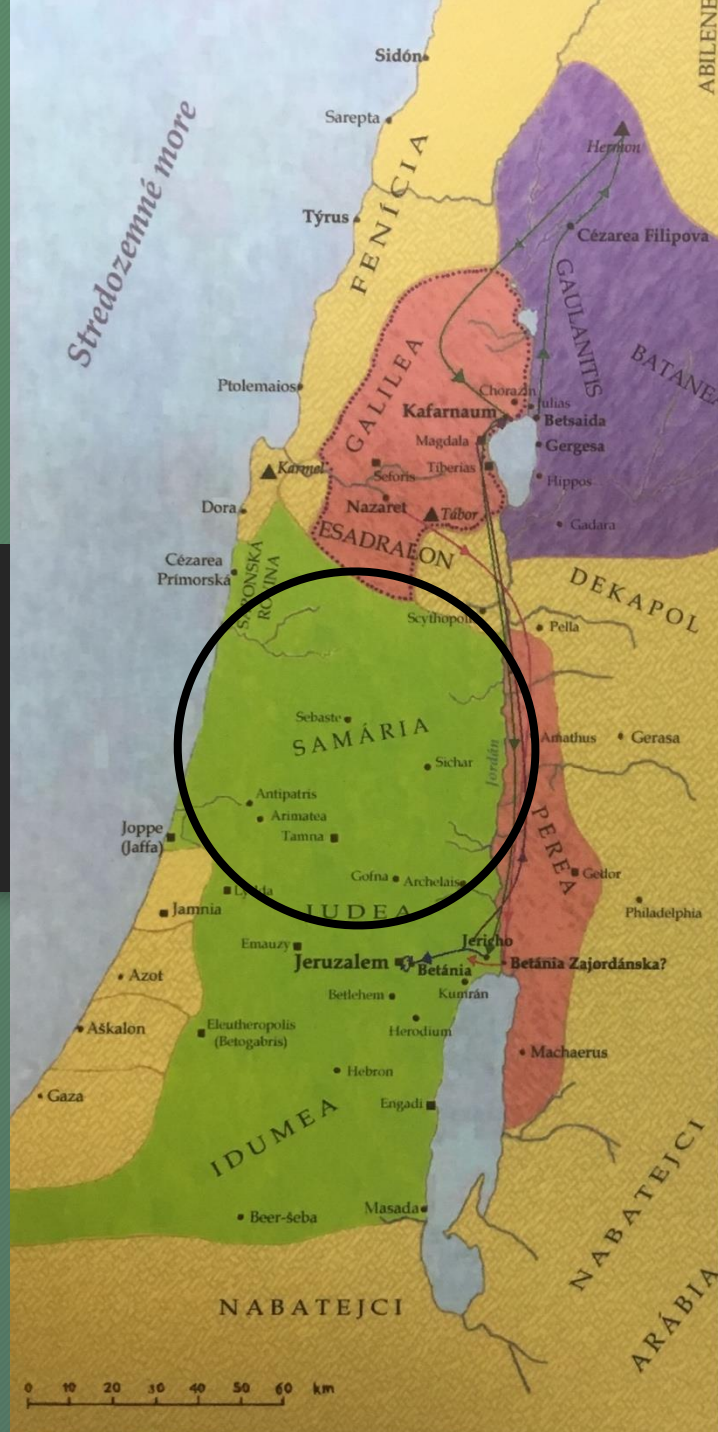 ABILENE
Sidón
Sarepta
Stredozemné more
FENÍCIA
Hermon
Týrus
Cézarea Filipova
GAULANITIS
BATANEA
GALILEA
Ptolemaios
Chorazin
Julias
Kafarnaum
Betsaida
Magdala
Gergesa
Karmel
Seforis
Tiberias
Hippos
Nazaret
Tábor
Dora
Gadara
ESADRALON
Cézarea
Prímorská
SÁRONSKÁ
ROVINA
DEKAPOL
Scythopolis
Pella
Sebaste
SAMÁRIA
Amathus
Gerasa
Sichar
Jordán
Antipatris
Arimatea
Joppe
(Jaffa)
Tamna
PEREA
Gofna
Archelais
Gedor
Lydda
Jamnia
JUDEA
Philadelphia
Emauzy
Jericho
Jeruzalem
Betánia
Betánia Zajordánska?
Azot
Kumrán
Betlehem
Aškalon
Eleutheropolis
(Betogabris)
Herodium
Machaerus
Hebron
Gaza
Engadi
IDUMEA
NABATEJCI
Masada
Beer-šeba
NABATEJCI
ARÁBIA
0 10 20 30 40 50 60 km